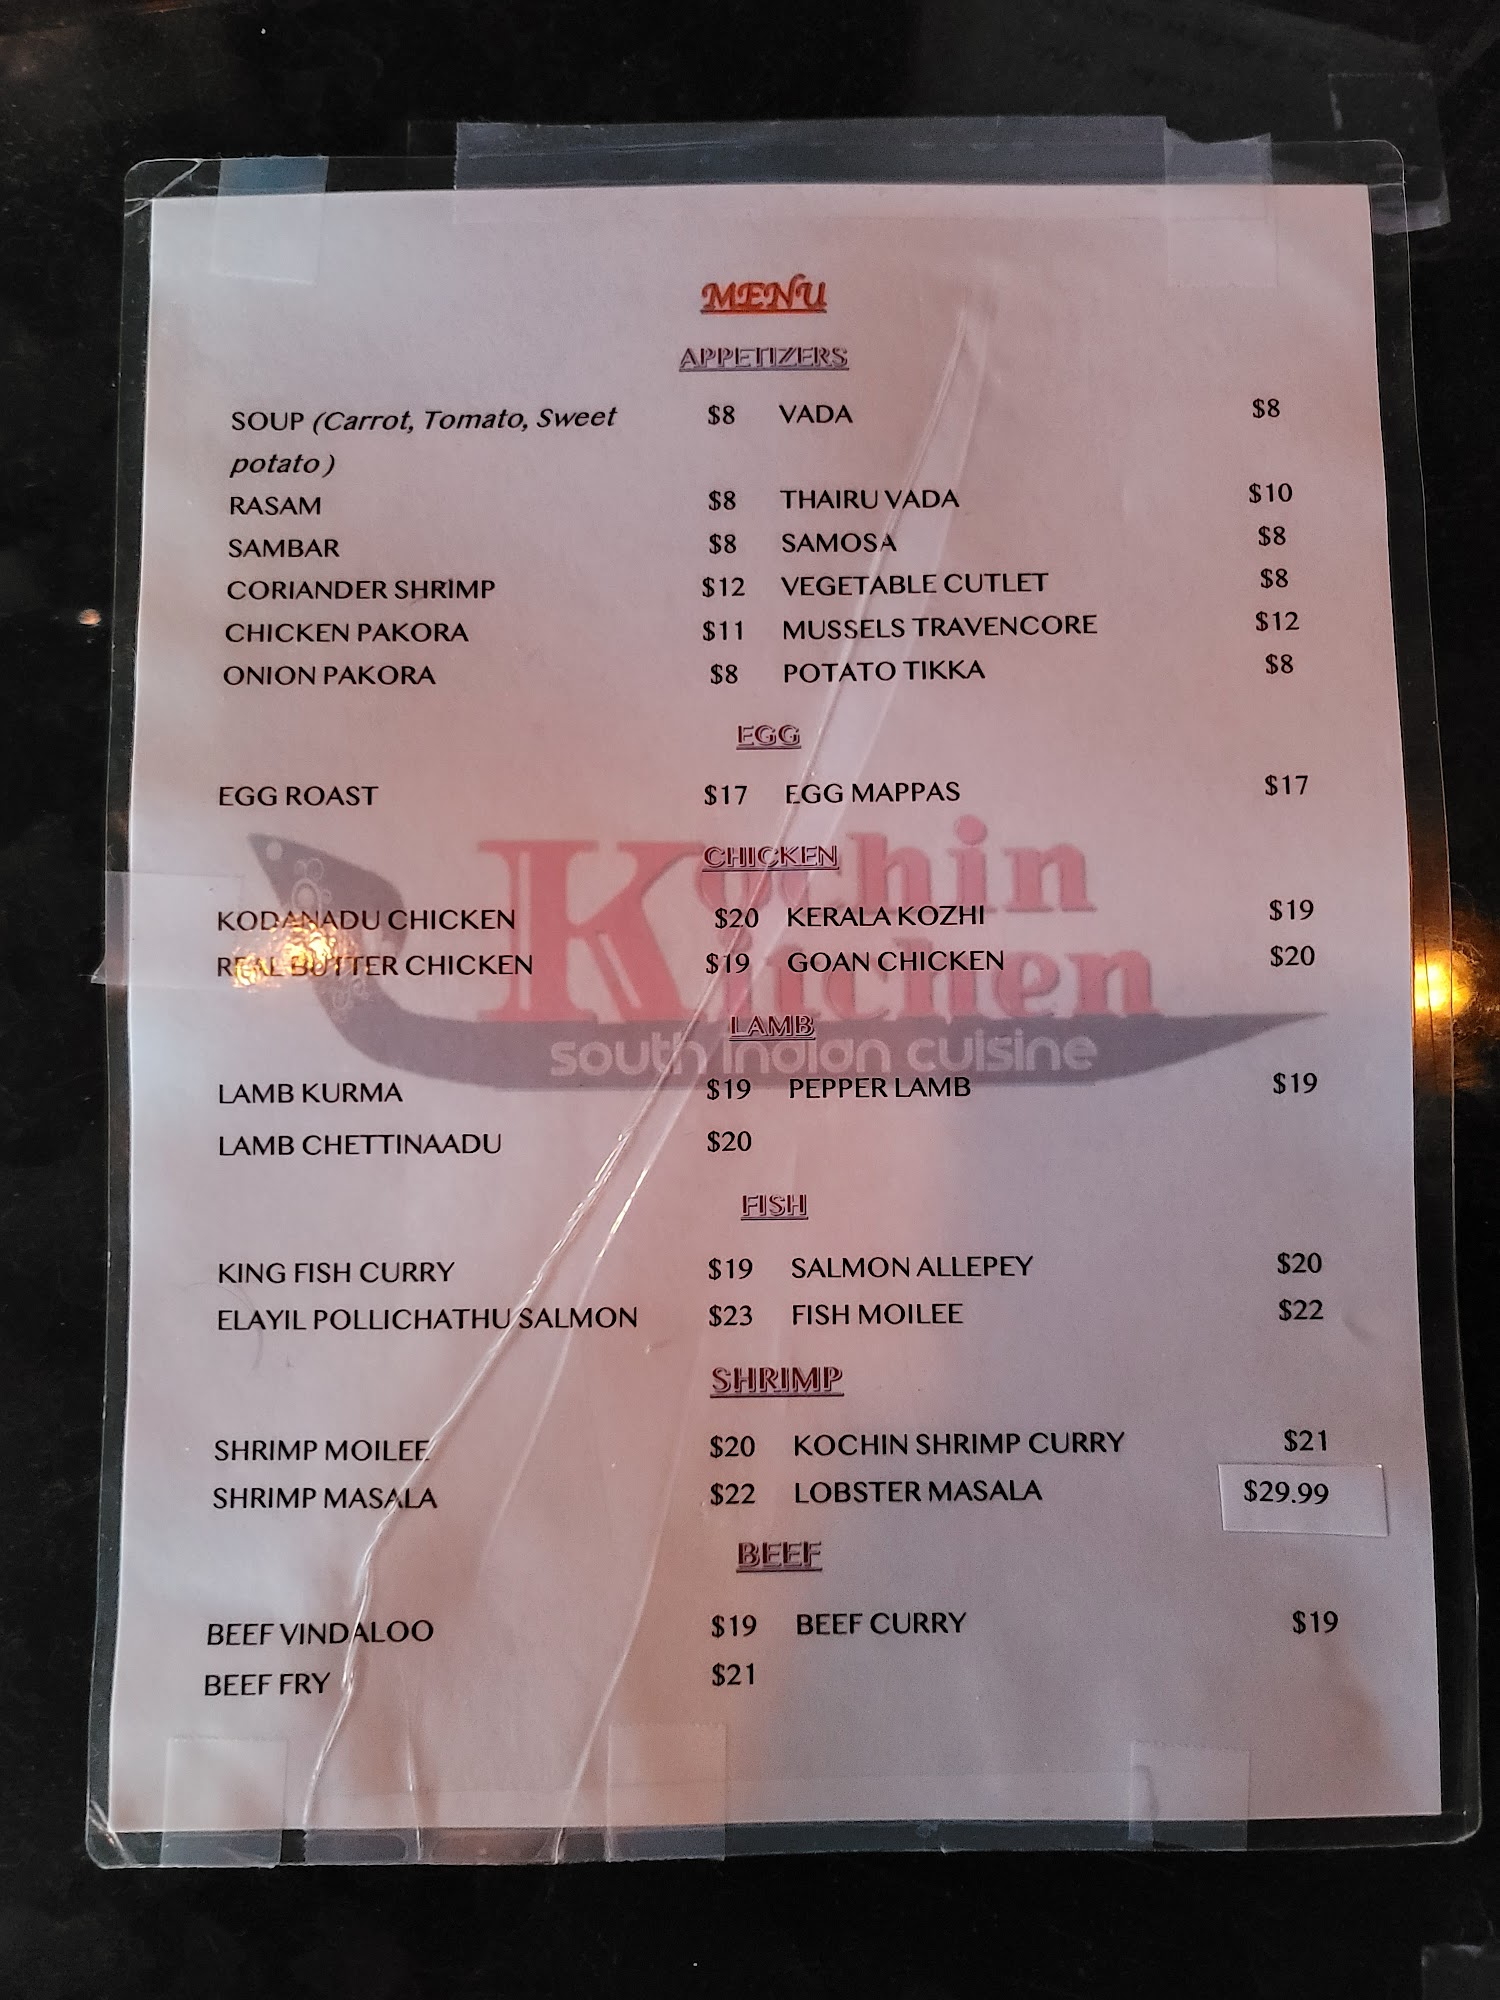 MENU
APPETIZERS
SOUP (Carrot, Tomato, Sweet potato) $8 VADA $8
RASAM $8 THAIRU VADA $10
SAMBAR $8 SAMOSA $8
CORIANDER SHRIMP $12 VEGETABLE CUTLET $8
CHICKEN PAKORA $11 MUSSELS TRAVENCORE $12
ONION PAKORA $8 POTATO TIKKA $8
EGG
EGG ROAST $17 EGG MAPPAS $17
CHICKEN
KODANADU CHICKEN $20 KERALA KOZHI $19
REAL BUTTER CHICKEN $19 GOAN CHICKEN $20
Kochin Kitchen
south indian cuisine
LAMB
LAMB KURMA $19 PEPPER LAMB $19
LAMB CHETTINAADU $20
FISH
KING FISH CURRY $19 SALMON ALLEPEY $20
ELAYIL POLLICHATHU SALMON $23 FISH MOILEE $22
SHRIMP
SHRIMP MOILEE $20 KOCHIN SHRIMP CURRY $21
SHRIMP MASALA $22 LOBSTER MASALA $29.99
BEEF
BEEF VINDALOO $19 BEEF CURRY $19
BEEF FRY $21